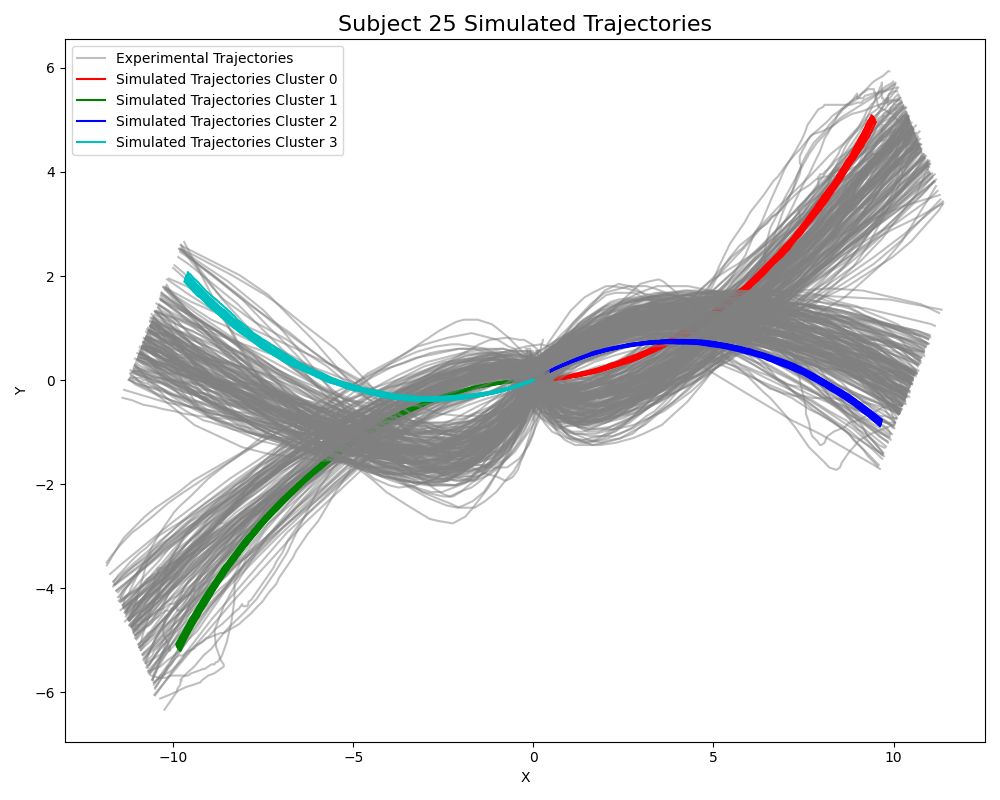 Subject 25 Simulated Trajectories
Experimental Trajectories
Simulated Trajectories Cluster 0
Simulated Trajectories Cluster 1
Simulated Trajectories Cluster 2
Simulated Trajectories Cluster 3
6
4
2
0
−2
−4
−6
Y
−10
−5
0
5
10
X